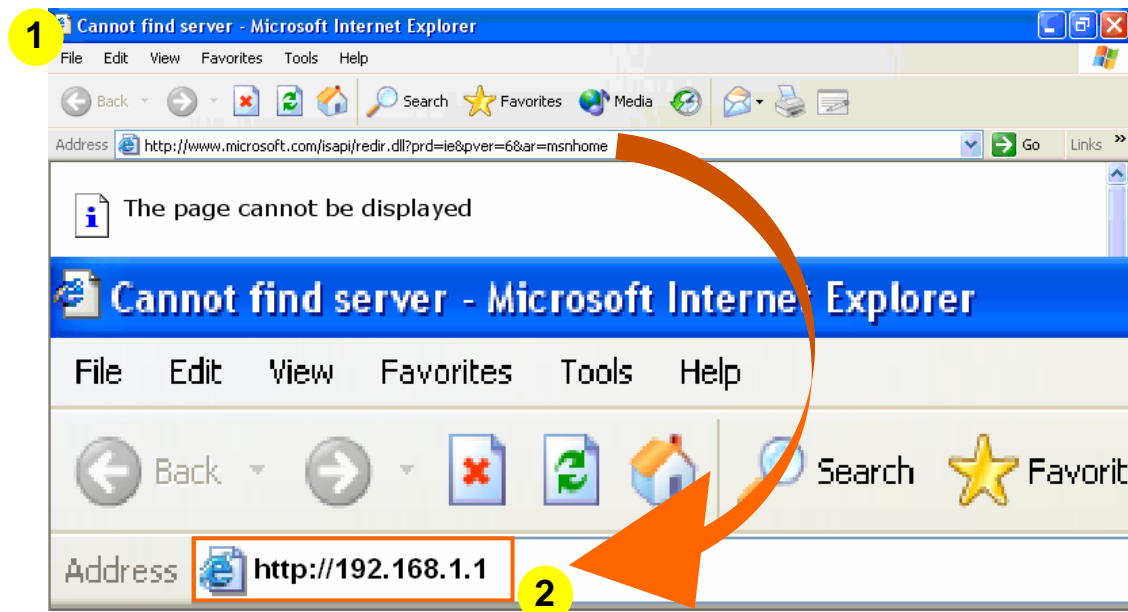 1
Cannot find server - Microsoft Internet Explorer
File Edit View Favorites Tools Help
Back Search Favorites Media
Address http://www.microsoft.com/isapi/redir.dll?prd=ie&pver=6&ar=msnhome Go Links »
The page cannot be displayed
Cannot find server - Microsoft Internet Explorer
File Edit View Favorites Tools Help
Back Search Favorit
Address http://192.168.1.1
2